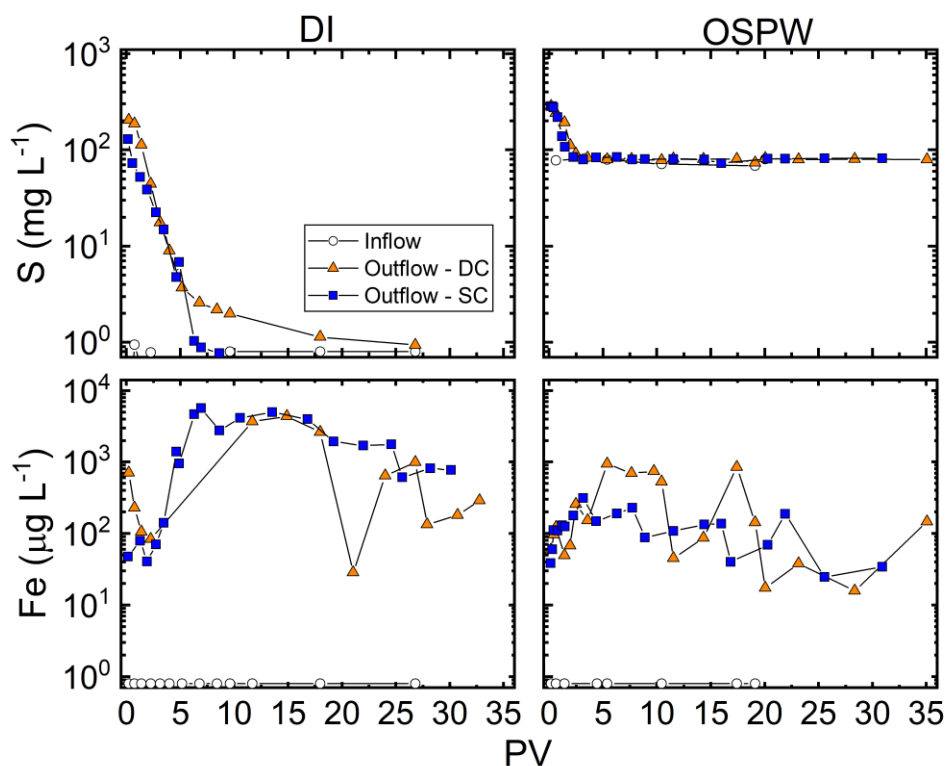 DI
OSPW
S (mg L⁻¹)
10³
10²
10¹
10⁰
Inflow
Outflow - DC
Outflow - SC
Fe (µg L⁻¹)
10⁴
10³
10²
10¹
10⁰
0 5 10 15 20 25 30 35
0 5 10 15 20 25 30 35
PV